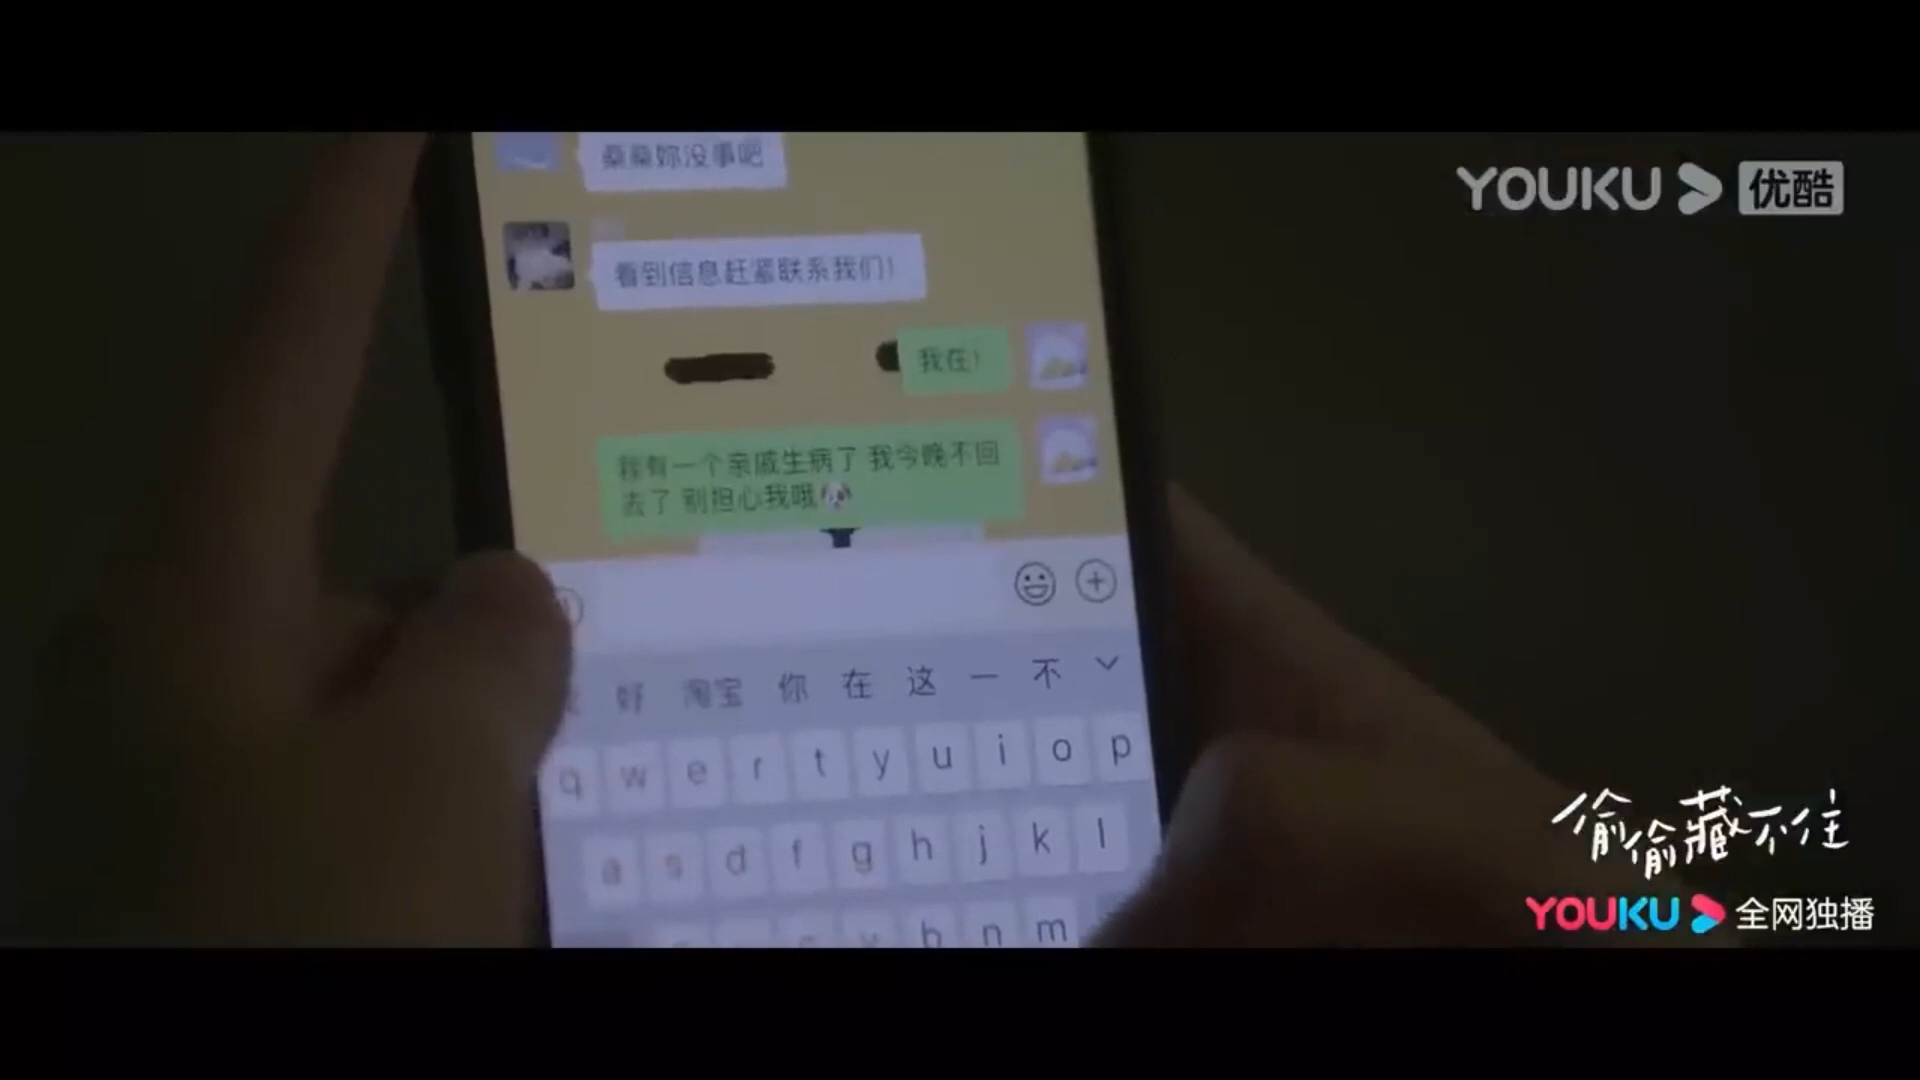 桑桑妳没事吧
YOUKU 优酷
看到信息赶紧联系我们!
我在!
我有一个亲戚生病了 我今晚不回
去了 别担心我哦
好 淘宝 你 在 这 一 不
q w e r t y u i o p
a s d f g h j k l
b n m
偷偷藏不住
YOUKU 全网独播